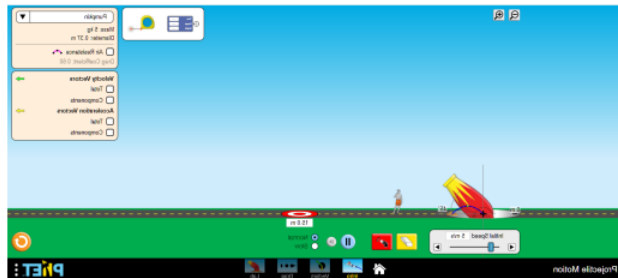 Pumpkin
Mass 5 kg
Diameter 0.37 m
Air Resistance
Drag Coefficient: 0.60
Velocity Vectors
Total
Components
Acceleration Vectors
Total
Components
0 m
15.0 m
Normal
Slow
Initial Speed 5 m/s
Projectile Motion
Intro
Vectors
Drag
Lab
PhET